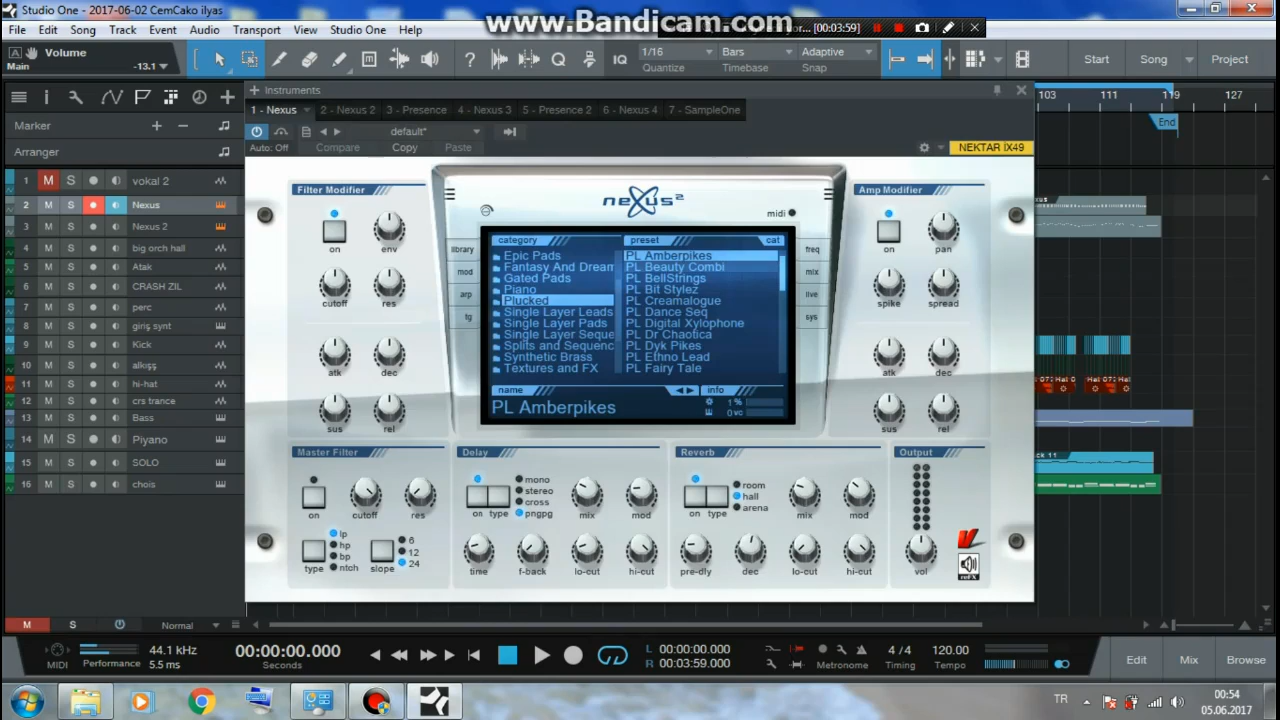 Studio One - 2017-06-02 CemCako ilyas
www.Bandicam.com
[00:03:59]
File Edit Song Track Event Audio Transport View Studio One Help
Volume
Main -13.1
IQ
1/16 Bars Adaptive
Quantize Timebase Snap
Start Song Project
Instruments
1 - Nexus 2 - Nexus 2 3 - Presence 4 - Nexus 3 5 - Presence 2 6 - Nexus 4 7 - SampleOne
default*
Auto: Off Compare Copy Paste
NEKTAR iX49
103 111 119 127
End
Marker
Arranger
1 M S vokal 2
2 M S Nexus
3 M S Nexus 2
4 M S big orch hall
5 M S Atak
6 M S CRASH ZIL
7 M S perc
8 M S giriş synt
9 M S Kick
10 M S alkışş
11 M S hi-hat
12 M S crs trance
13 M S Bass
14 M S Piyano
15 M S SOLO
16 M S chois
Filter Modifier
on env
cutoff res
atk dec
sus rel
nexus²
midi
library
mod
arp
tg
category
Epic Pads
Fantasy And Dream
Gated Pads
Piano
Plucked
Single Layer Leads
Single Layer Pads
Single Layer Seque
Splits and Sequenc
Synthetic Brass
Textures and FX
preset cat
PL Amberpikes
PL Beauty Combi
PL BellStrings
PL Bit Stylez
PL Creamalogue
PL Dance Seq
PL Digital Xylophone
PL Dr Chaotica
PL Dyk Pikes
PL Ethno Lead
PL Fairy Tale
name info
PL Amberpikes
1 %
0 vc
freq
mix
live
sys
Amp Modifier
on pan
spike spread
atk dec
sus rel
Master Filter
on cutoff res
type lp hp bp ntch
slope 6 12 24
Delay
on type mono stereo cross pngpg mix mod
time f-back lo-cut hi-cut
Reverb
on type room hall arena mix mod
pre-dly dec lo-cut hi-cut
Output
vol
reFX
M S Normal
MIDI
44.1 kHz
5.5 ms
Performance
00:00:00.000
Seconds
L 00:00:00.000
R 00:03:59.000
Metronome
4 / 4
Timing
120.00
Tempo
Edit Mix Browse
TR
00:54
05.06.2017